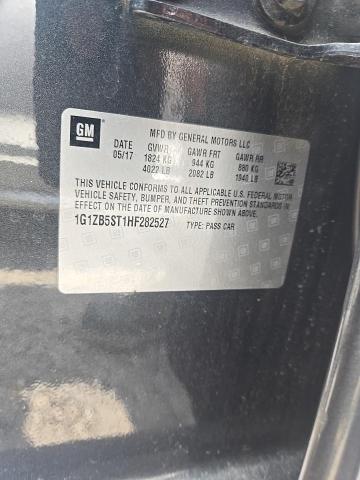 GM
MFD BY GENERAL MOTORS LLC
DATE GVWR GAWR FRT GAWR RR
05/17 1824 KG 944 KG 880 KG
4022 LB 2082 LB 1940 LB
THIS VEHICLE CONFORMS TO ALL APPLICABLE U.S. FEDERAL MOTOR
VEHICLE SAFETY, BUMPER, AND THEFT PREVENTION STANDARDS IN
EFFECT ON THE DATE OF MANUFACTURE SHOWN ABOVE.
1G1ZB5ST1HF282527 TYPE: PASS CAR